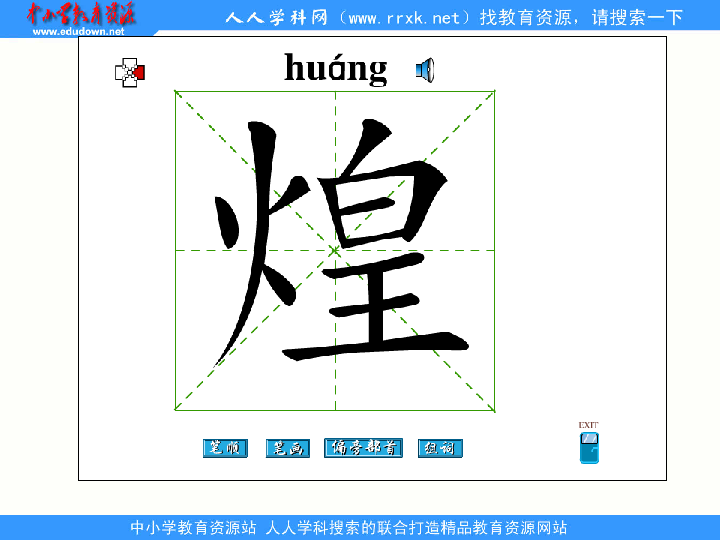 中小学教育资源
www.edudown.net
人人学科网（www.rrxk.net）找教育资源，请搜索一下
huáng
煌
EXIT
笔顺 笔画 偏旁部首 组词
中小学教育资源站 人人学科搜索的联合打造精品教育资源网站